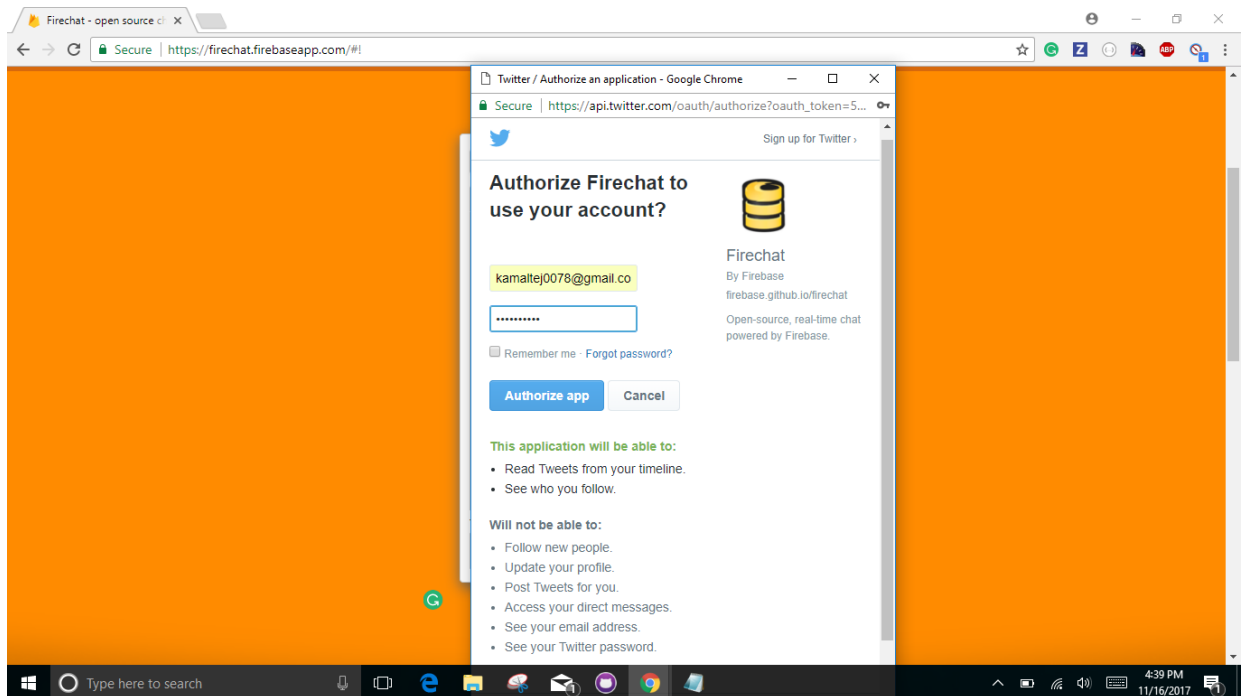 Firechat - open source ch
Secure | https://firechat.firebaseapp.com/#!
Twitter / Authorize an application - Google Chrome
Secure | https://api.twitter.com/oauth/authorize?oauth_token=5...
Sign up for Twitter ›
Authorize Firechat to
use your account?
kamaltej0078@gmail.co
••••••••••
Remember me · Forgot password?
Authorize app
Cancel
Firechat
By Firebase
firebase.github.io/firechat
Open-source, real-time chat
powered by Firebase.
This application will be able to:
• Read Tweets from your timeline.
• See who you follow.
Will not be able to:
• Follow new people.
• Update your profile.
• Post Tweets for you.
• Access your direct messages.
• See your email address.
• See your Twitter password.
Type here to search
4:39 PM
11/16/2017